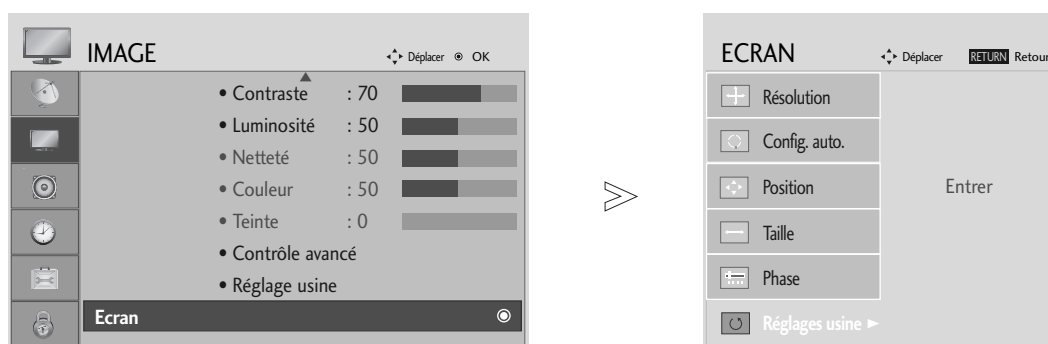 IMAGE
Déplacer OK
• Contraste : 70
• Luminosité : 50
• Netteté : 50
• Couleur : 50
• Teinte : 0
• Contrôle avancé
• Réglage usine
Ecran
ECRAN
Déplacer RETURN Retour
Résolution
Config. auto.
Position
Taille
Phase
Réglages usine ►
Entrer